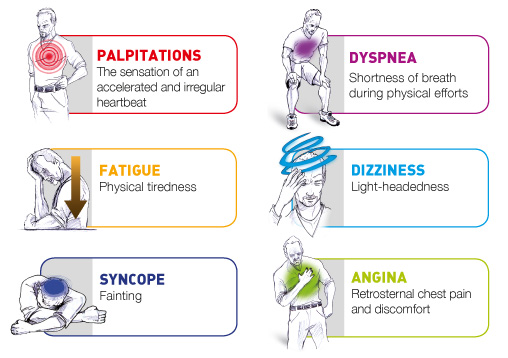 PALPITATIONS
The sensation of an
accelerated and irregular
heartbeat
DYSPNEA
Shortness of breath
during physical efforts
FATIGUE
Physical tiredness
DIZZINESS
Light-headedness
SYNCOPE
Fainting
ANGINA
Retrosternal chest pain
and discomfort